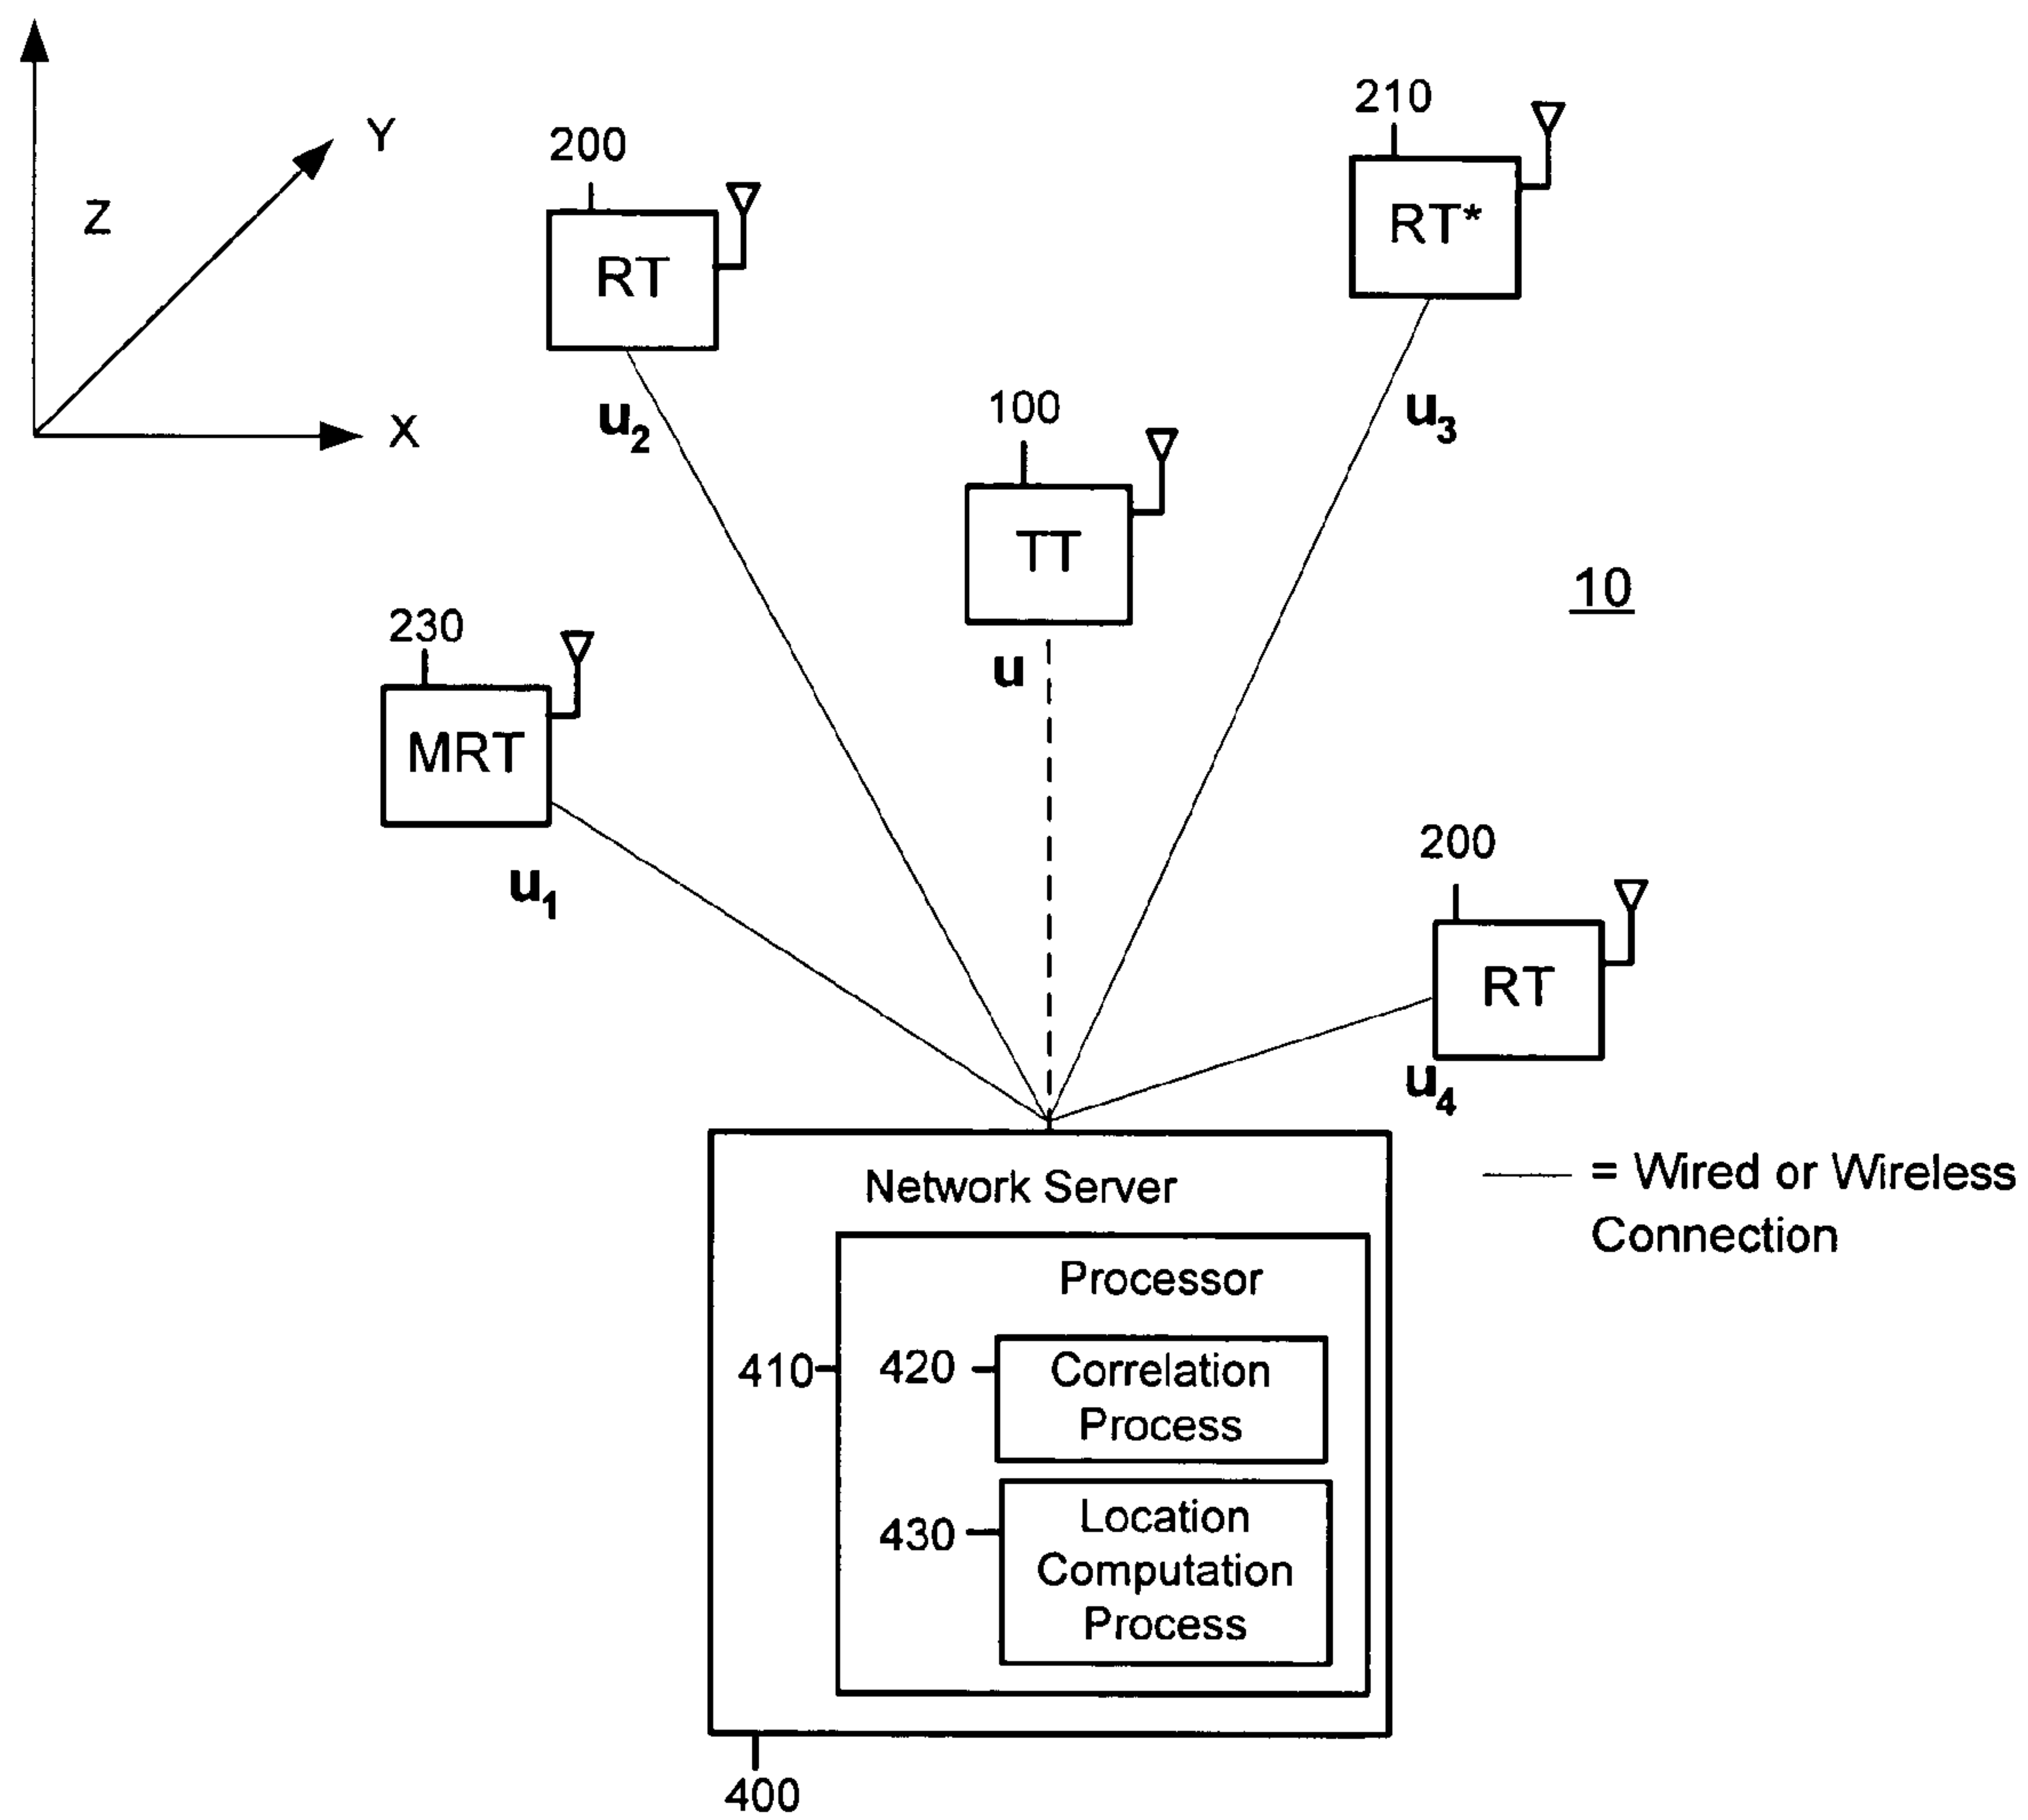 210
Y
200
Z
RT*
RT
100
X
u2
u3
TT
10
230
u
MRT
200
u1
RT
u4
Network Server
= Wired or Wireless
Connection
Processor
410
420
Correlation
Process
430
Location
Computation
Process
400